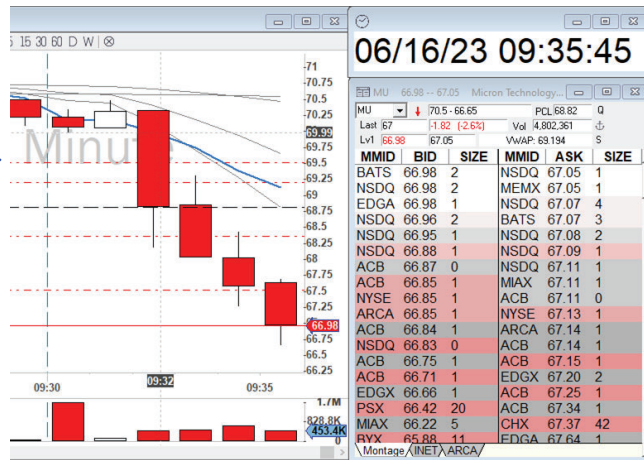 15 30 60 D W
06/16/23 09:35:45
Minute
71
70.75
70.5
70.25
69.99
69.75
69.5
69.25
69
68.75
68.5
68.25
68
67.75
67.5
67.25
66.98
66.75
66.5
66.25
09:30 09:32 09:35
1.7M
828.8K
453.4K
0
MU 66.98 -- 67.05 Micron Technology...
MU 70.5 - 66.65 PCL 68.82 Q
Last 67 -1.82 (-2.6%) Vol 4,802,361
Lv1 66.98 67.05 VWAP: 69.194 S
MMID BID SIZE MMID ASK SIZE
BATS 66.98 2 NSDQ 67.05 1
NSDQ 66.98 2 MEMX 67.05 1
EDGA 66.98 1 NSDQ 67.07 4
NSDQ 66.96 2 BATS 67.07 3
NSDQ 66.95 1 NSDQ 67.08 2
NSDQ 66.88 1 NSDQ 67.09 1
ACB 66.87 0 NSDQ 67.11 1
ACB 66.85 1 MIAX 67.11 1
NYSE 66.85 1 ACB 67.11 0
ARCA 66.85 1 NYSE 67.13 1
ACB 66.84 1 ARCA 67.14 1
NSDQ 66.83 0 ACB 67.14 1
ACB 66.75 1 ACB 67.15 1
ACB 66.71 1 EDGX 67.20 2
EDGX 66.66 1 ACB 67.25 1
PSX 66.42 20 ACB 67.34 1
MIAX 66.22 5 CHX 67.37 42
BYX 65.88 11 EDGA 67.64 1
Montage INET ARCA